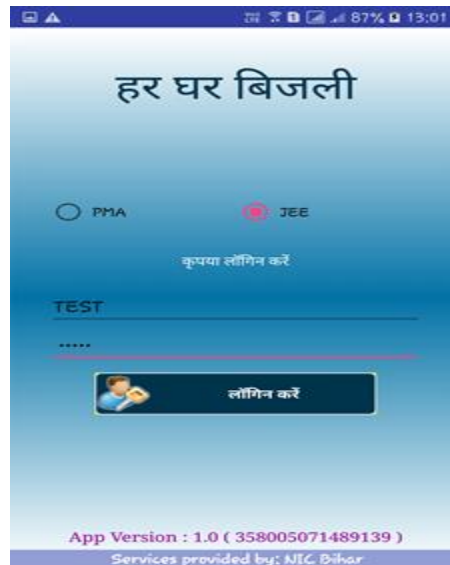 87% 13:01
हर घर बिजली
PMA JEE
कृपया लॉगिन करें
TEST
.....
लॉगिन करें
App Version : 1.0 ( 358005071489139 )
Services provided by: NIC Bihar